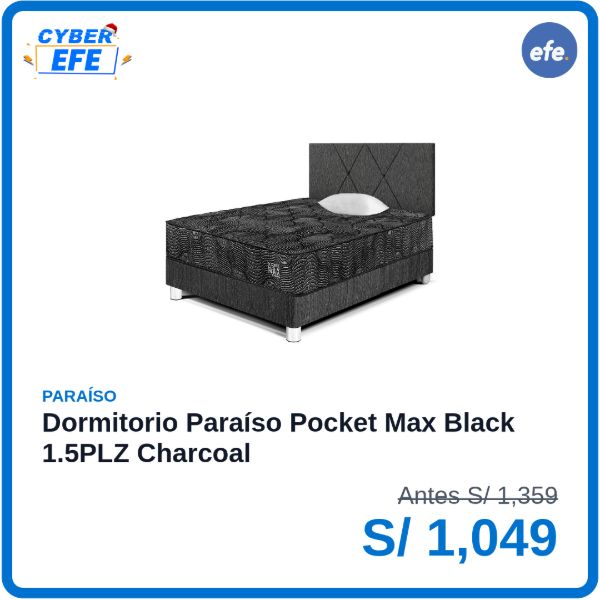 CYBER
EFE
efe.
PARAÍSO
Dormitorio Paraíso Pocket Max Black
1.5PLZ Charcoal
Antes S/ 1,359
S/ 1,049